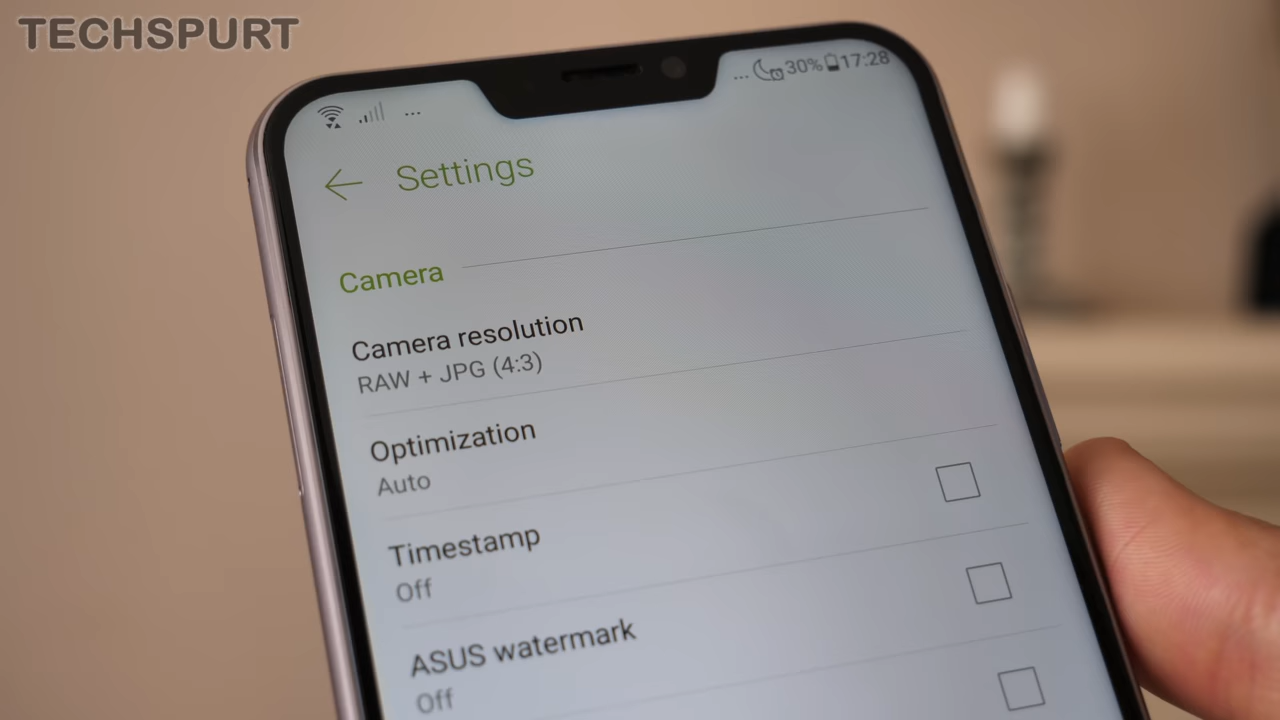 TECHSPURT
... 30% 17:28
...
Settings
Camera
Camera resolution
RAW + JPG (4:3)
Optimization
Auto
Timestamp
Off
ASUS watermark
Off